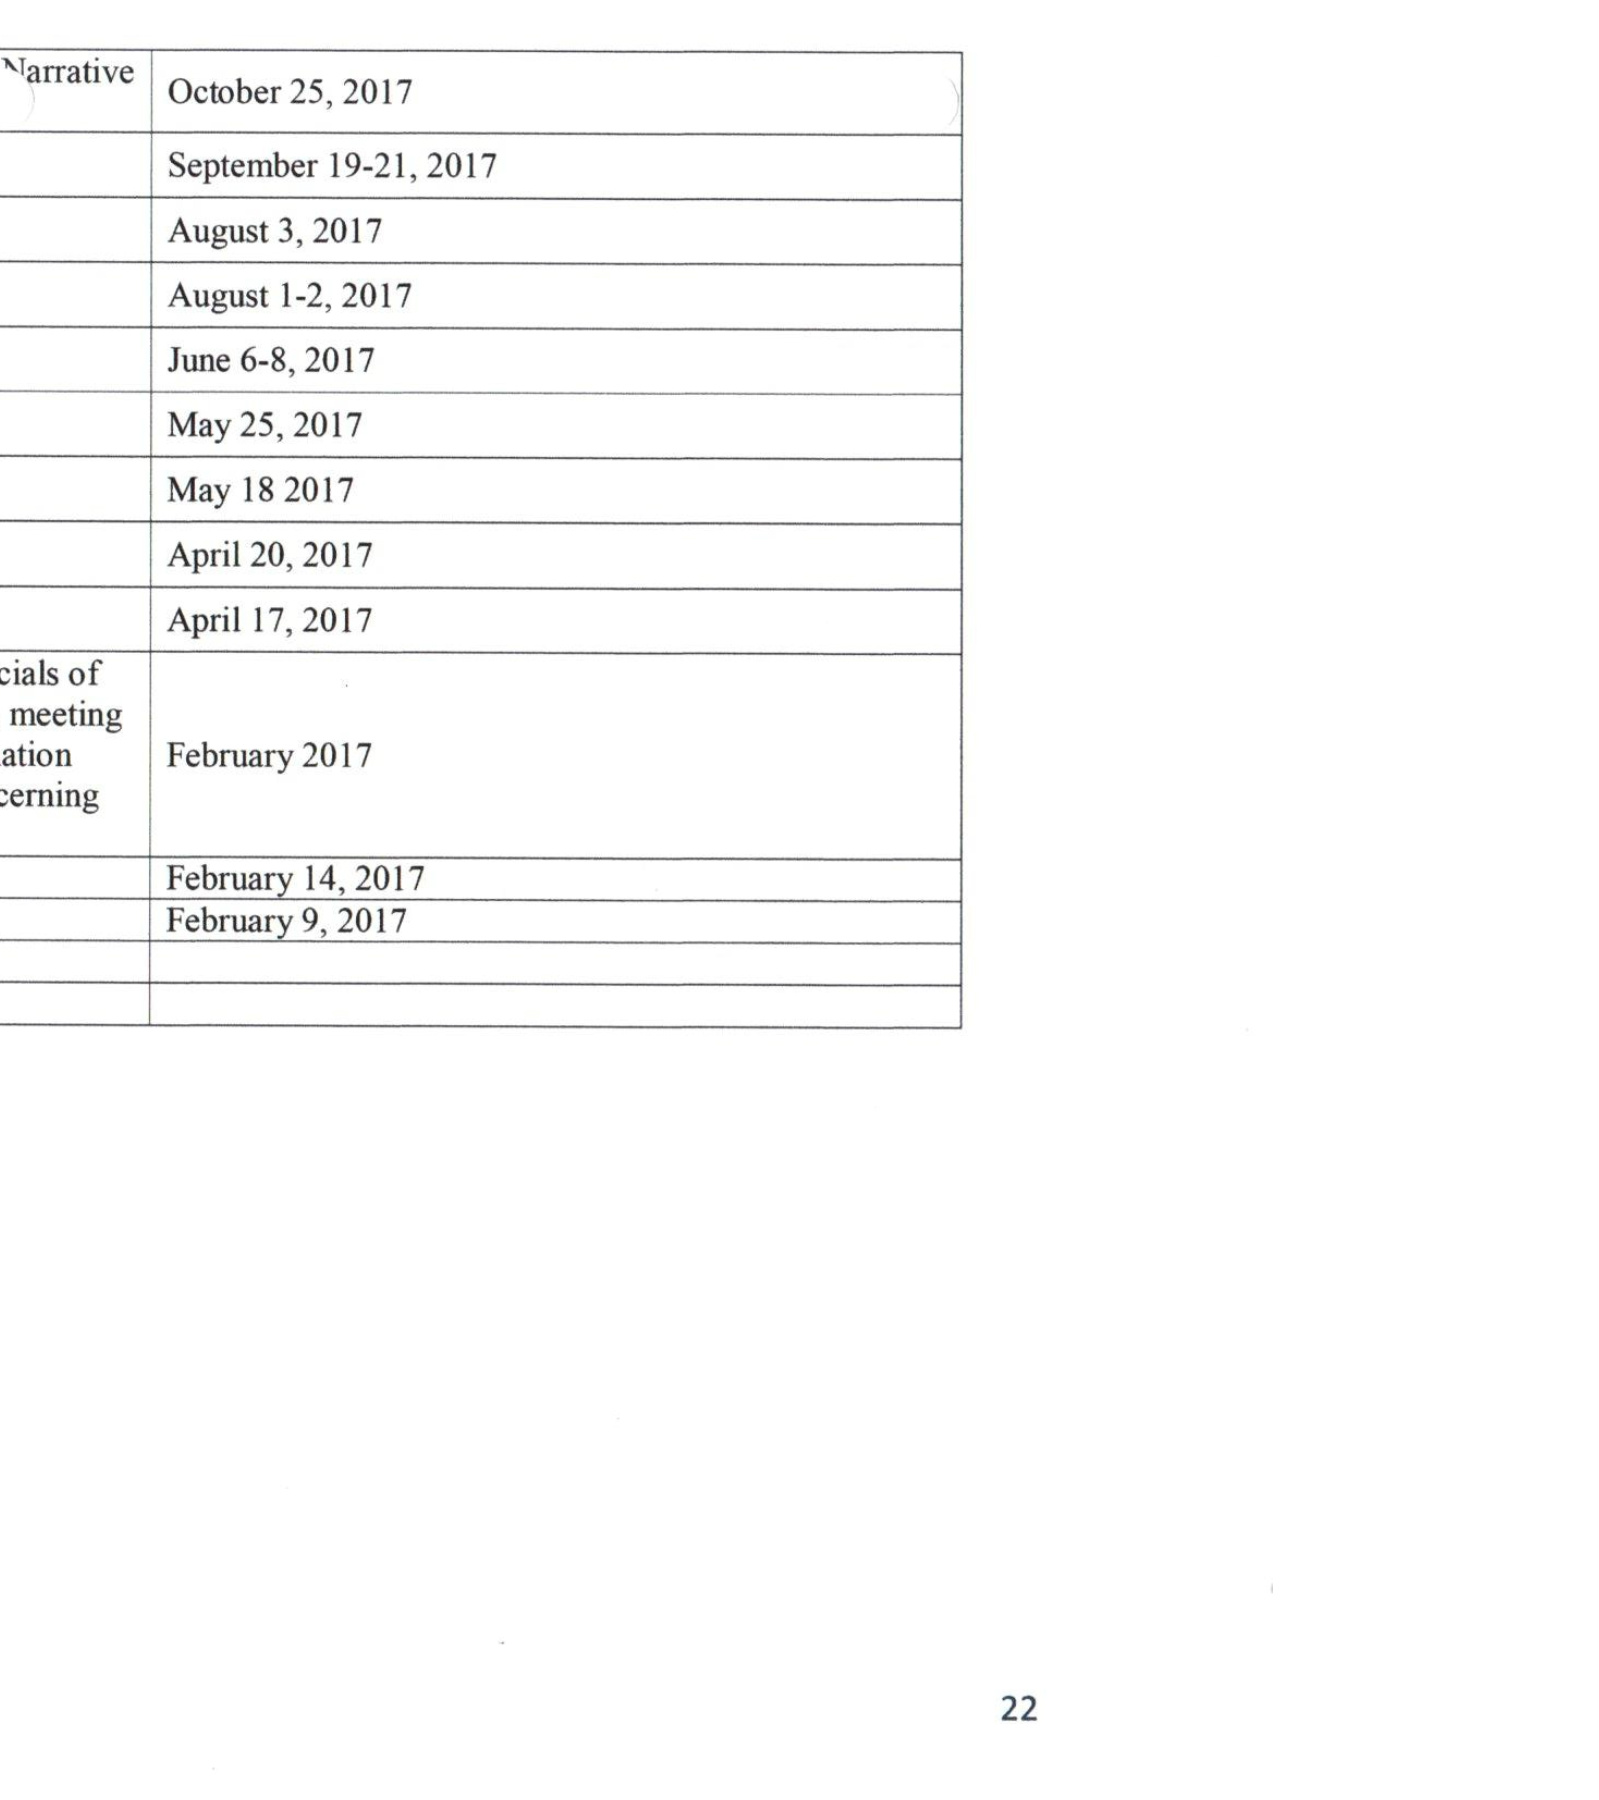 Narrative
October 25, 2017
September 19-21, 2017
August 3, 2017
August 1-2, 2017
June 6-8, 2017
May 25, 2017
May 18 2017
April 20, 2017
April 17, 2017
cials of
meeting
ation
cerning
February 2017
February 14, 2017
February 9, 2017
22